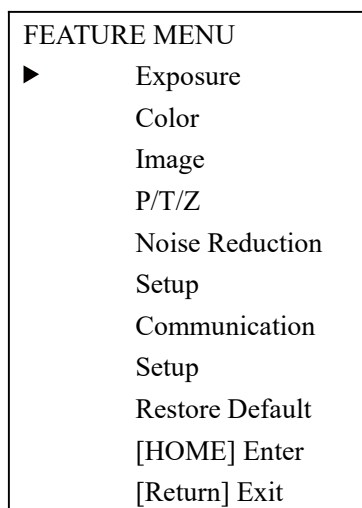 FEATURE MENU
▶ Exposure
Color
Image
P/T/Z
Noise Reduction
Setup
Communication
Setup
Restore Default
[HOME] Enter
[Return] Exit